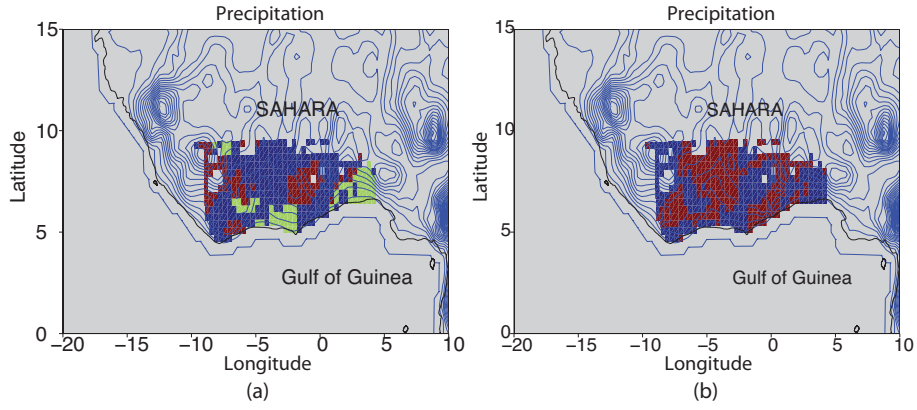 Precipitation
15
10
5
0
Latitude
SAHARA
Gulf of Guinea
−20 −15 −10 −5 0 5 10
Longitude
(a)
Precipitation
15
10
5
0
Latitude
SAHARA
Gulf of Guinea
−20 −15 −10 −5 0 5 10
Longitude
(b)